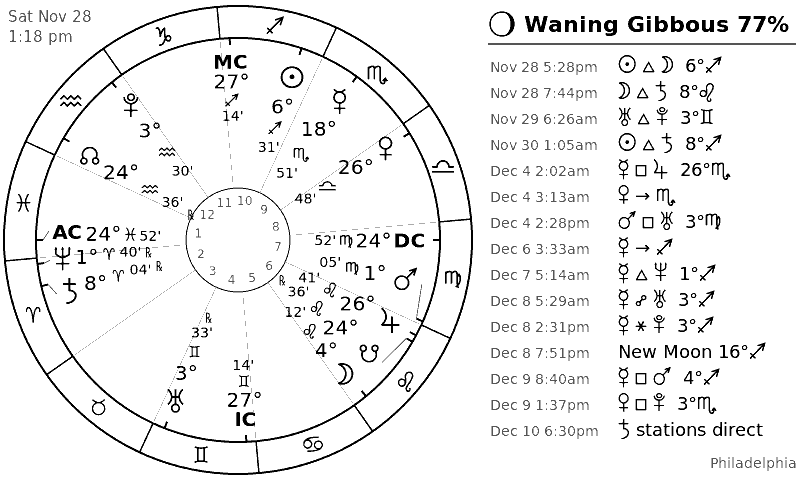 Sat Nov 28
1:18 pm
Waning Gibbous 77%
Nov 28 5:28pm ☉ △ ☽ 6°♐
Nov 28 7:44pm ☽ △ ♄ 8°♌
Nov 29 6:26am ♅ △ ♇ 3°♊
Nov 30 1:05am ☉ △ ♄ 8°♐
Dec 4 2:02am ☿ □ ♃ 26°♏
Dec 4 3:13am ♀ → ♏
Dec 4 2:28pm ♂ □ ♅ 3°♍
Dec 6 3:33am ☿ → ♐
Dec 7 5:14am ☿ △ ♆ 1°♐
Dec 8 5:29am ☿ ☍ ♅ 3°♐
Dec 8 2:31pm ☿ ⚹ ♇ 3°♐
Dec 8 7:51pm New Moon 16°♐
Dec 9 8:40am ☿ □ ♂ 4°♐
Dec 9 1:37pm ♀ □ ♇ 3°♏
Dec 10 6:30pm ♄ stations direct
Philadelphia
MC
27°
♐
14'
☉
6°
♐
31'
☿
18°
♏
51'
♀
26°
♎
48'
♇
3°
♒
30'
☊
24°
♒
36'
℞
AC 24° ♓ 52'
♆ 1° ♈ 40' ℞
♄ 8° ♈ 04' ℞
52' ♍ 24° DC
05' ♍ 1° ♂
41' ♌ 26° ♃
℞ 36' ♌ 24° ☋
12' ♌ 4° ☽
℞
33'
♊
3°
♅
14'
♊
27°
IC
1
2
3
4
5
6
7
8
9
10
11
12
♑
♐
♏
♎
♍
♌
♋
♊
♉
♈
♓
♒